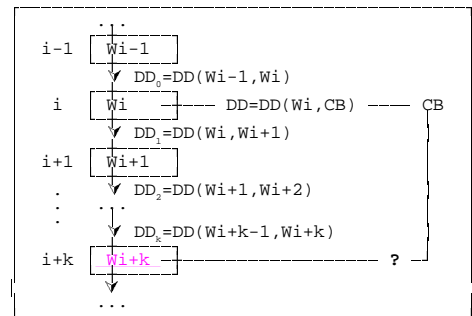 ...
i-1 Wi-1
DD₀=DD(Wi-1,Wi)
i Wi DD=DD(Wi,CB) CB
DD₁=DD(Wi,Wi+1)
i+1 Wi+1
. DD₂=DD(Wi+1,Wi+2)
. ...
. DDₖ=DD(Wi+k-1,Wi+k)
i+k Wi+k ?
...